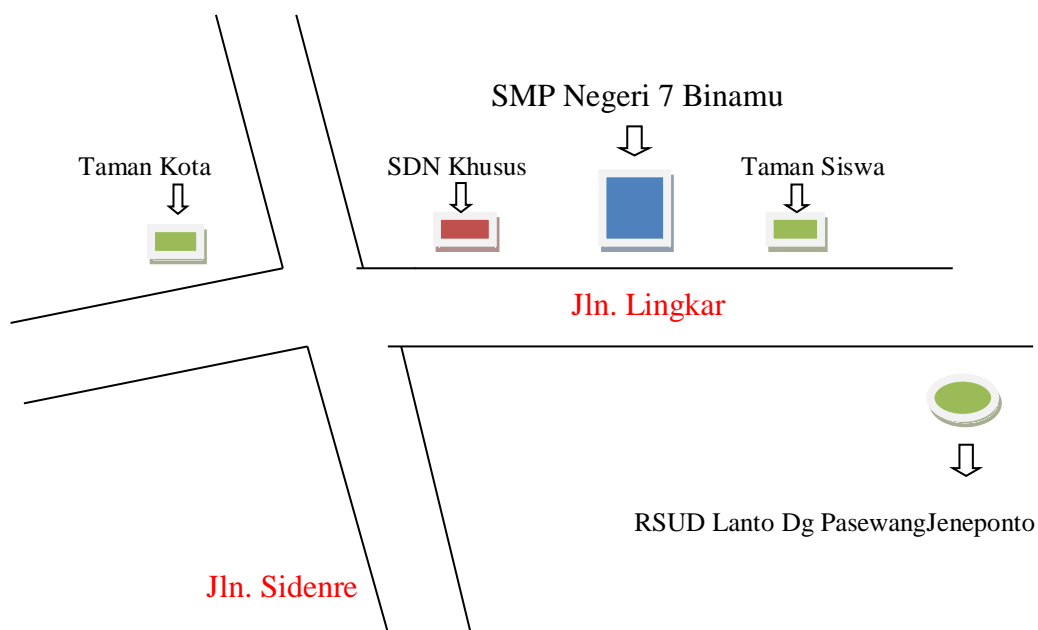 SMP Negeri 7 Binamu
Taman Kota
SDN Khusus
Taman Siswa
Jln. Lingkar
RSUD Lanto Dg PasewangJeneponto
Jln. Sidenre